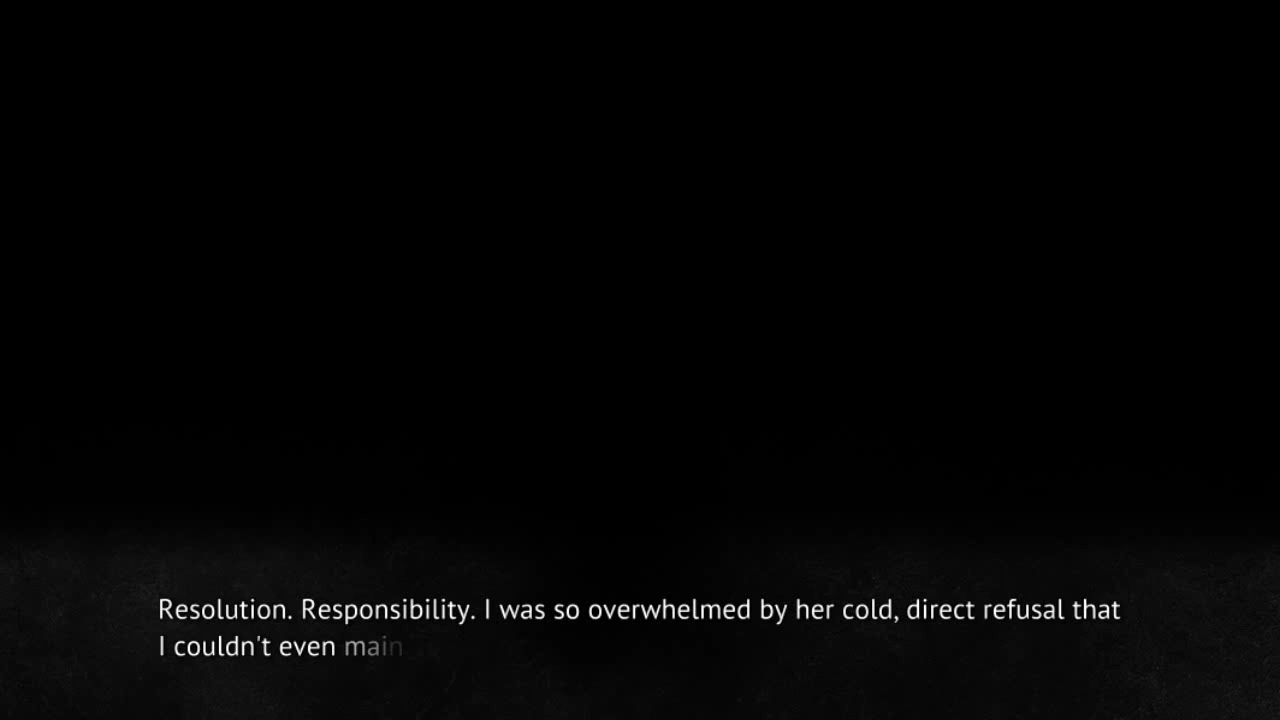 Resolution. Responsibility. I was so overwhelmed by her cold, direct refusal that
I couldn't even main